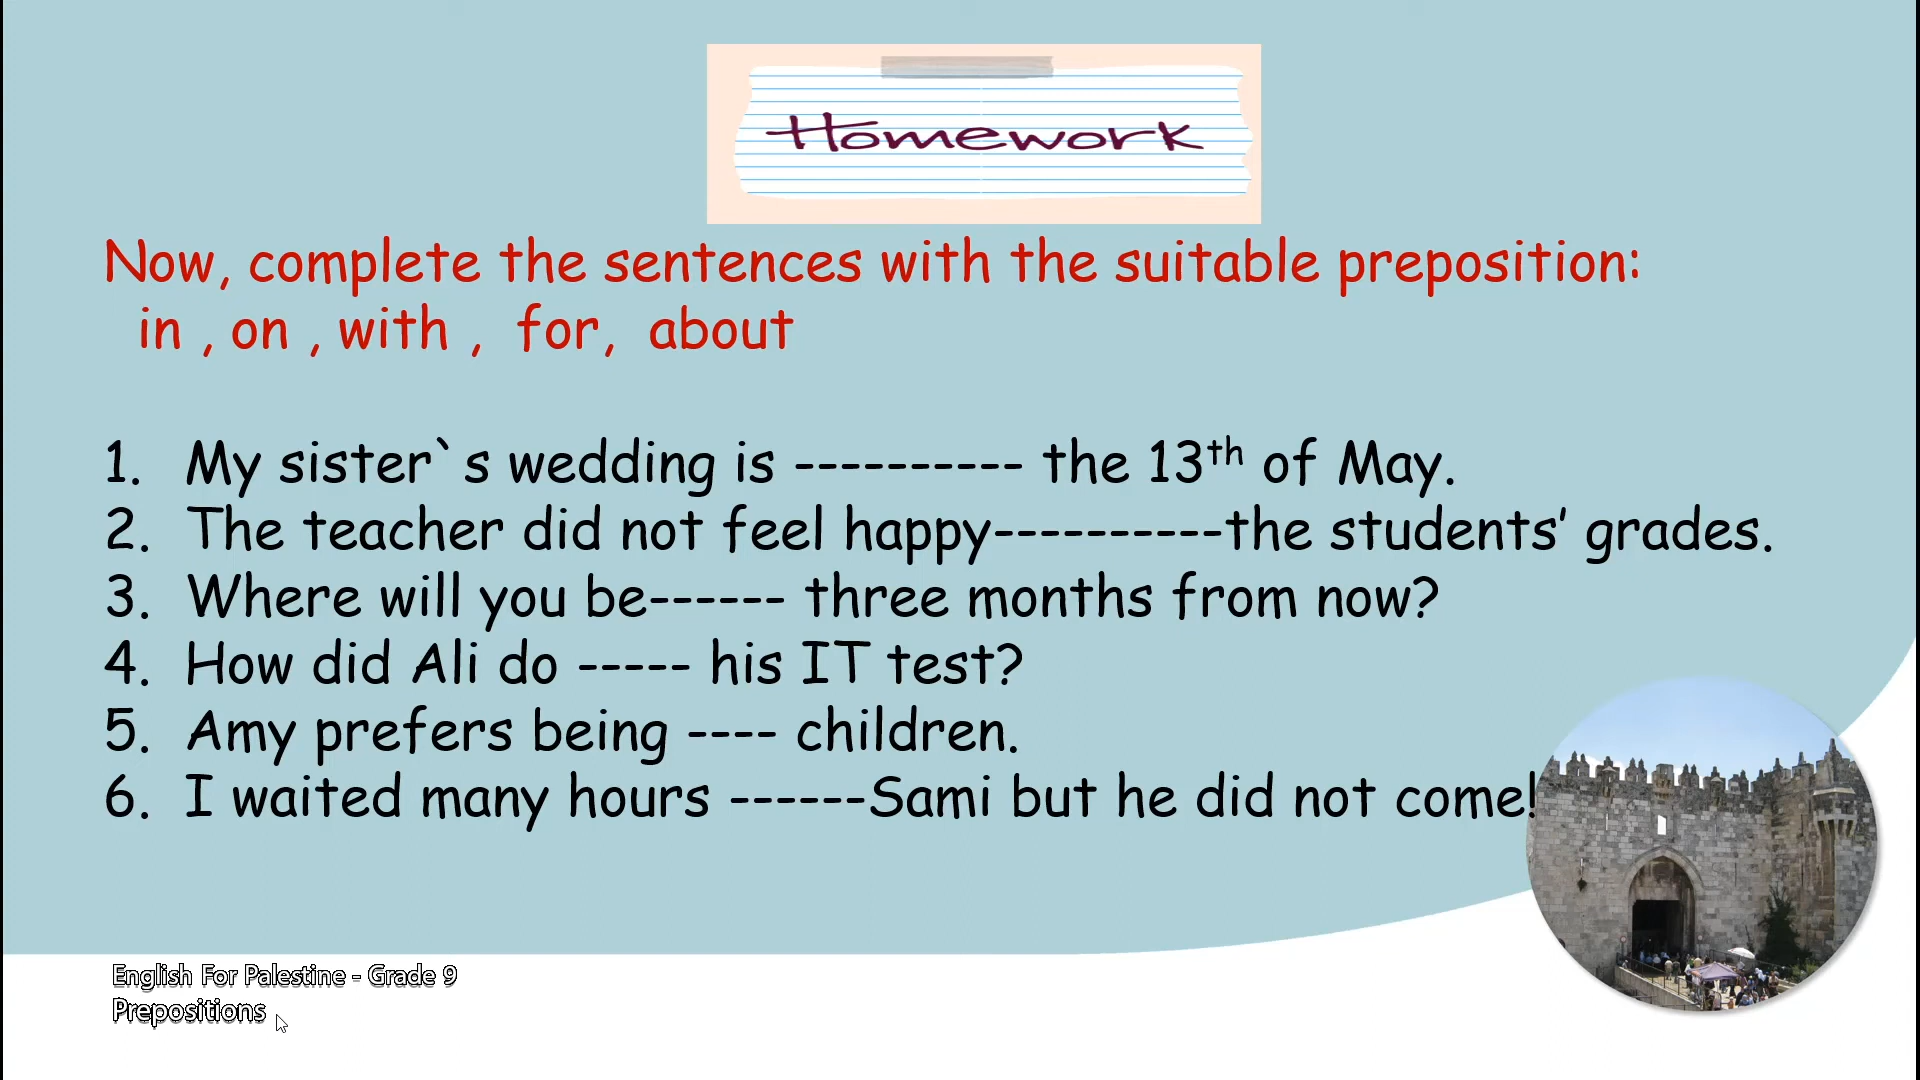 Homework
Now, complete the sentences with the suitable preposition:
in , on , with , for, about
1. My sister`s wedding is ---------- the 13th of May.
2. The teacher did not feel happy----------the students’ grades.
3. Where will you be------ three months from now?
4. How did Ali do ----- his IT test?
5. Amy prefers being ---- children.
6. I waited many hours ------Sami but he did not come!
English For Palestine - Grade 9
Prepositions